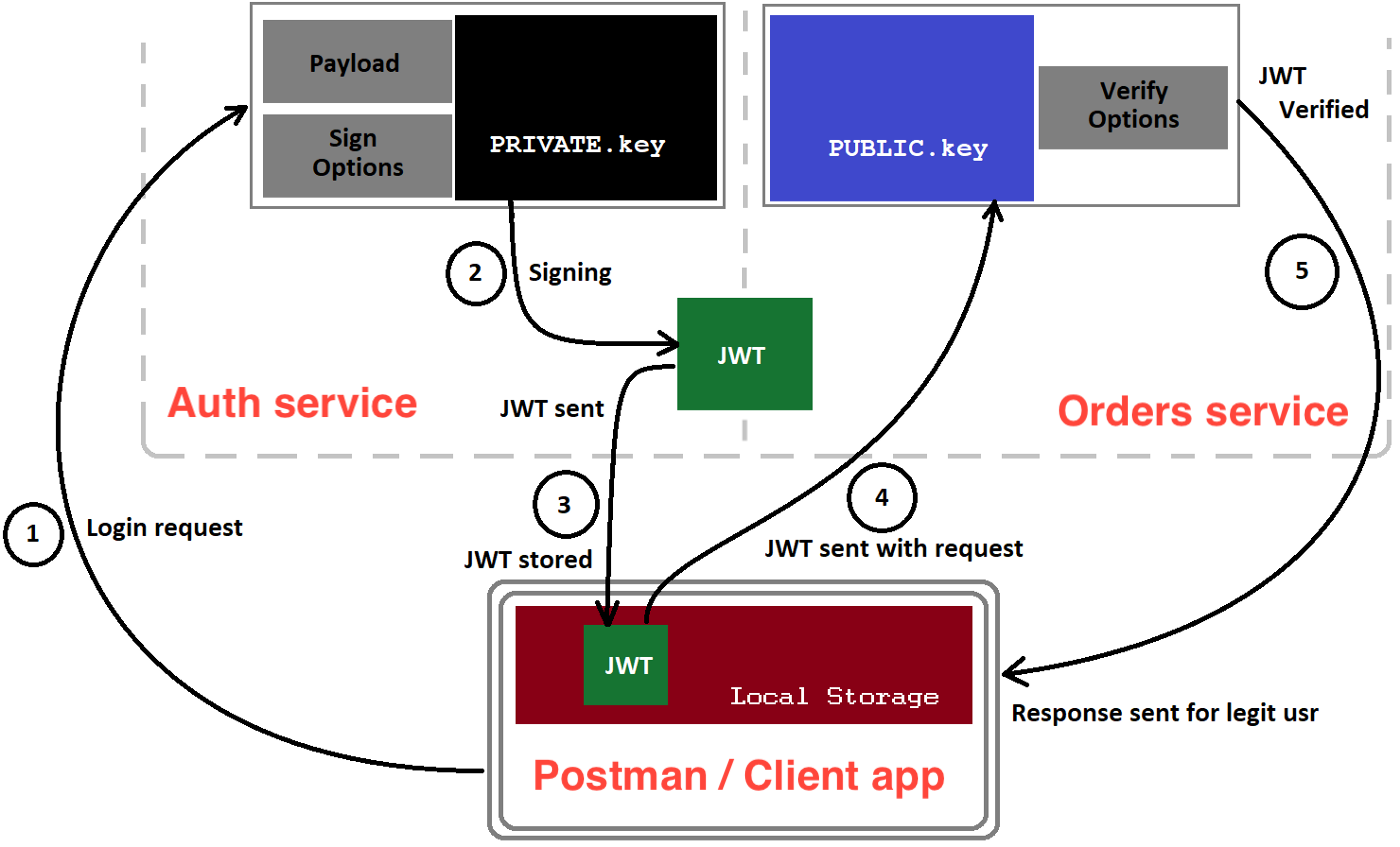 Payload
Sign
Options
PRIVATE.key
PUBLIC.key
Verify
Options
JWT
Verified
2
Signing
5
JWT
Auth service
JWT sent
Orders service
1
Login request
3
4
JWT stored
JWT sent with request
JWT
Local Storage
Response sent for legit usr
Postman / Client app